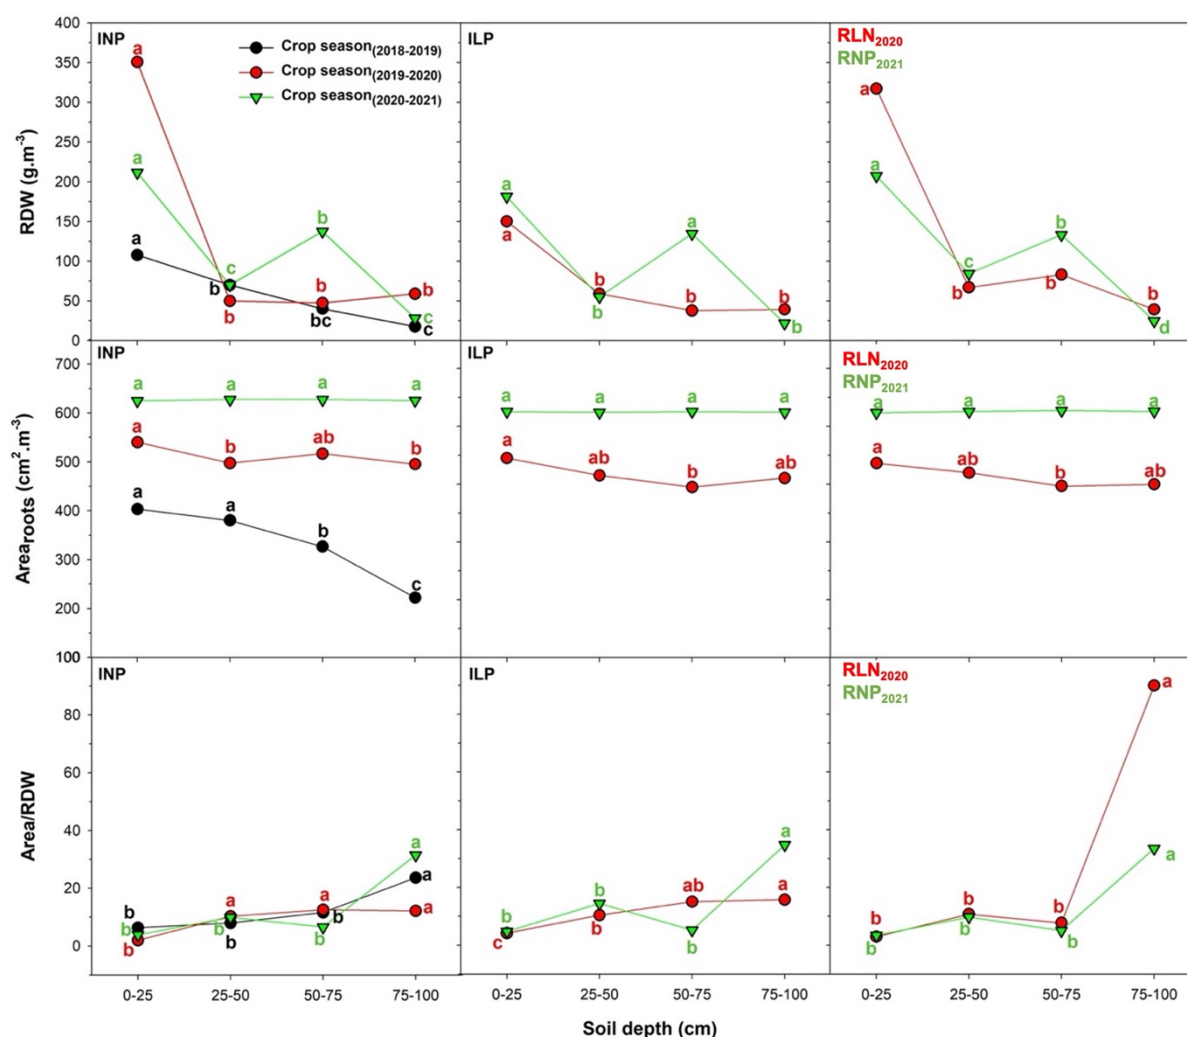 INP
Crop season(2018-2019)
Crop season(2019-2020)
Crop season(2020-2021)
ILP
RLN2020
RNP2021
RDW (g.m-3)
400
350
300
250
200
150
100
50
0
a
a
a
b
c
b
b
b
bc
b
c
c
a
a
b
b
a
b
b
b
a
a
c
b
b
b
b
d
INP
ILP
RLN2020
RNP2021
Arearoots (cm2.m-3)
700
600
500
400
300
200
100
a
a
a
a
a
b
ab
b
a
a
b
c
a
a
a
a
a
ab
b
ab
a
a
a
a
a
ab
b
ab
INP
ILP
RLN2020
RNP2021
Area/RDW
100
80
60
40
20
0
b
b
b
a
b
b
a
b
b
a
a
a
b
c
b
b
ab
b
a
a
b
b
b
b
b
b
a
a
0-25
25-50
50-75
75-100
0-25
25-50
50-75
75-100
0-25
25-50
50-75
75-100
Soil depth (cm)